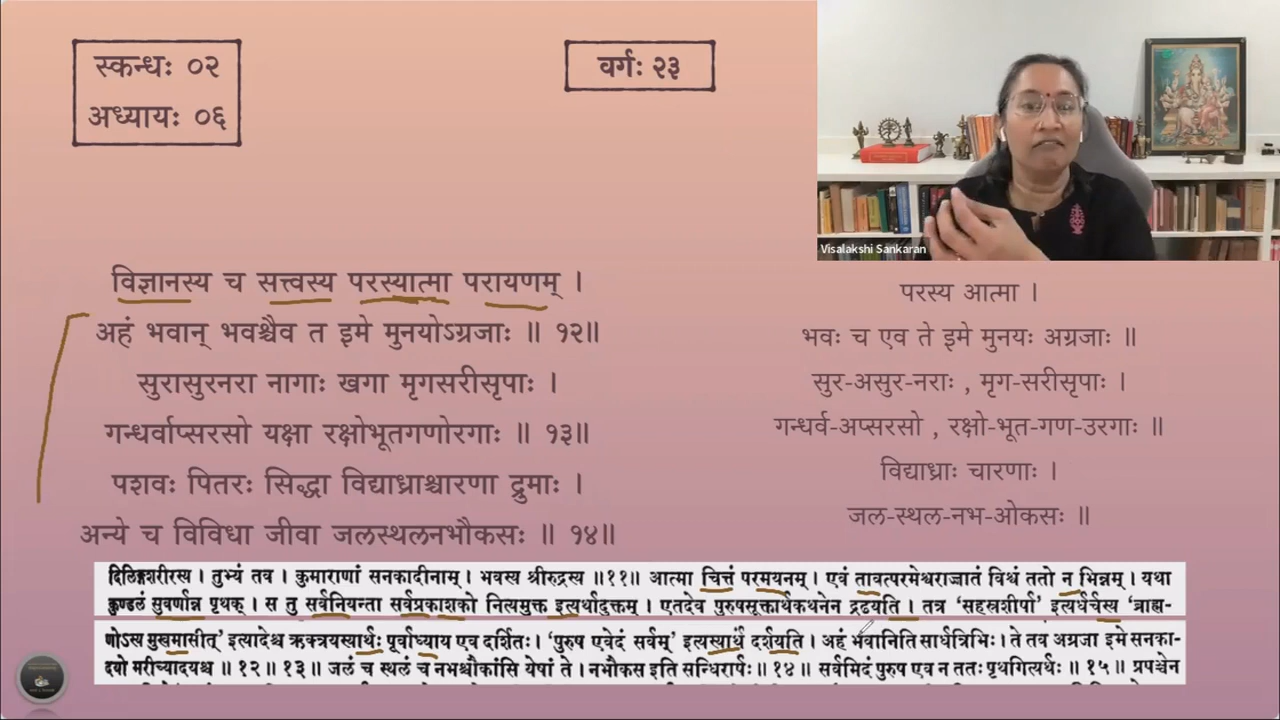 स्कन्धः ०२
अध्यायः ०६
वर्गः २३
Visalakshi Sankaran
विज्ञानस्य च सत्त्वस्य परस्यात्मा परायणम् ।
अहं भवान् भवश्चैव त इमे मुनयोऽग्रजाः ॥ १२॥
सुरासुरनरा नागाः खगा मृगसरीसृपाः ।
गन्धर्वाप्सरसो यक्षा रक्षोभूतगणोरगाः ॥ १३॥
पशवः पितरः सिद्धा विद्याध्राश्चारणा द्रुमाः ।
अन्ये च विविधा जीवा जलस्थलनभौकसः ॥ १४॥
परस्य आत्मा ।
भवः च एव ते इमे मुनयः अग्रजाः ॥
सुर-असुर-नराः , मृग-सरीसृपाः ।
गन्धर्व-अप्सरसो , रक्षो-भूत-गण-उरगाः ॥
विद्याध्राः चारणाः ।
जल-स्थल-नभ-ओकसः ॥
शरीरस्य । तुभ्यं तव । कुमाराणां सनकादीनाम् । भवस्य श्रीरुद्रस्य ॥११॥ आत्मा चित्तं परमयनम् । एवं तावत्परमेश्वराज्जातं विश्वं ततो न भिन्नम् । यथा
कुण्डलं सुवर्णान्न पृथक् । स तु सर्वनियन्ता सर्वप्रकाशको नित्यमुक्त इत्यर्थादुक्तम् । एतदेव पुरुषसूक्तार्थकथनेन द्रढयति । तत्र 'सहस्रशीर्षा' इत्यर्धर्चस्य 'ब्राह्म-
णोऽस्य मुखमासीत्' इत्यादेश्च ऋक्त्रयस्यार्थः पूर्वाध्याय एव दर्शितः । 'पुरुष एवेदं सर्वम्' इत्यस्यार्थं दर्शयति । अहं भवानिति सार्धत्रिभिः । ते तव अग्रजा इमे सनका-
दयो मरीच्यादयश्च ॥ १२ ॥ १३ ॥ जलं च स्थलं च नभश्चौकांसि येषां ते । नभौकस इति सन्धिरार्षः ॥ १४ ॥ सर्वमिदं पुरुष एव न ततः पृथगित्यर्थः ॥ १५ ॥ प्रपञ्चेन